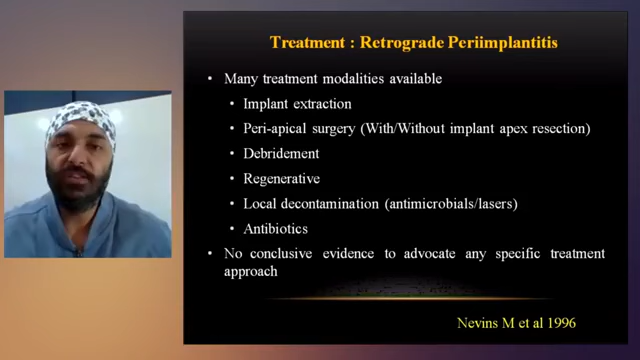 Treatment : Retrograde Periimplantitis
• Many treatment modalities available
• Implant extraction
• Peri-apical surgery (With/Without implant apex resection)
• Debridement
• Regenerative
• Local decontamination (antimicrobials/lasers)
• Antibiotics
• No conclusive evidence to advocate any specific treatment
approach
Nevins M et al 1996